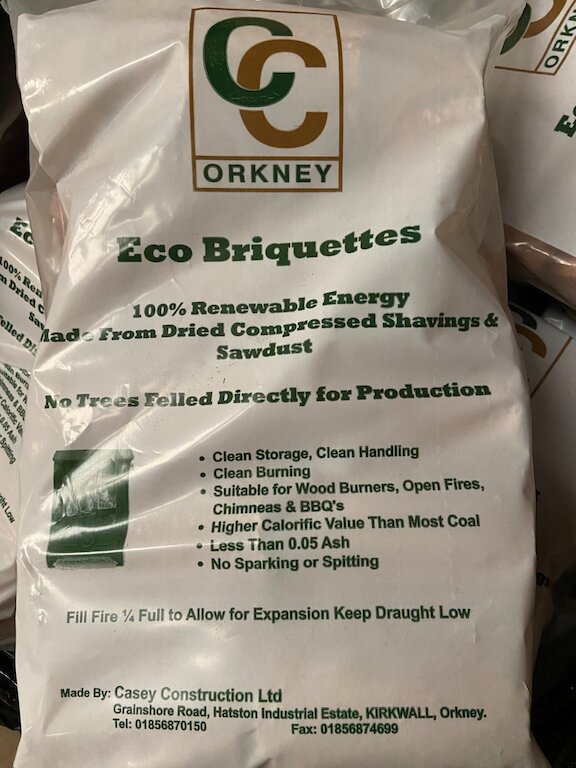 CC
ORKNEY
Eco Briquettes
100% Renewable Energy
Made From Dried Compressed Shavings &
Sawdust
No Trees Felled Directly for Production
• Clean Storage, Clean Handling
• Clean Burning
• Suitable for Wood Burners, Open Fires,
Chimneas & BBQ's
• Higher Calorific Value Than Most Coal
• Less Than 0.05 Ash
• No Sparking or Spitting
Fill Fire ¼ Full to Allow for Expansion Keep Draught Low
Made By: Casey Construction Ltd
Grainshore Road, Hatston Industrial Estate, KIRKWALL, Orkney.
Tel: 01856870150 Fax: 01856874699